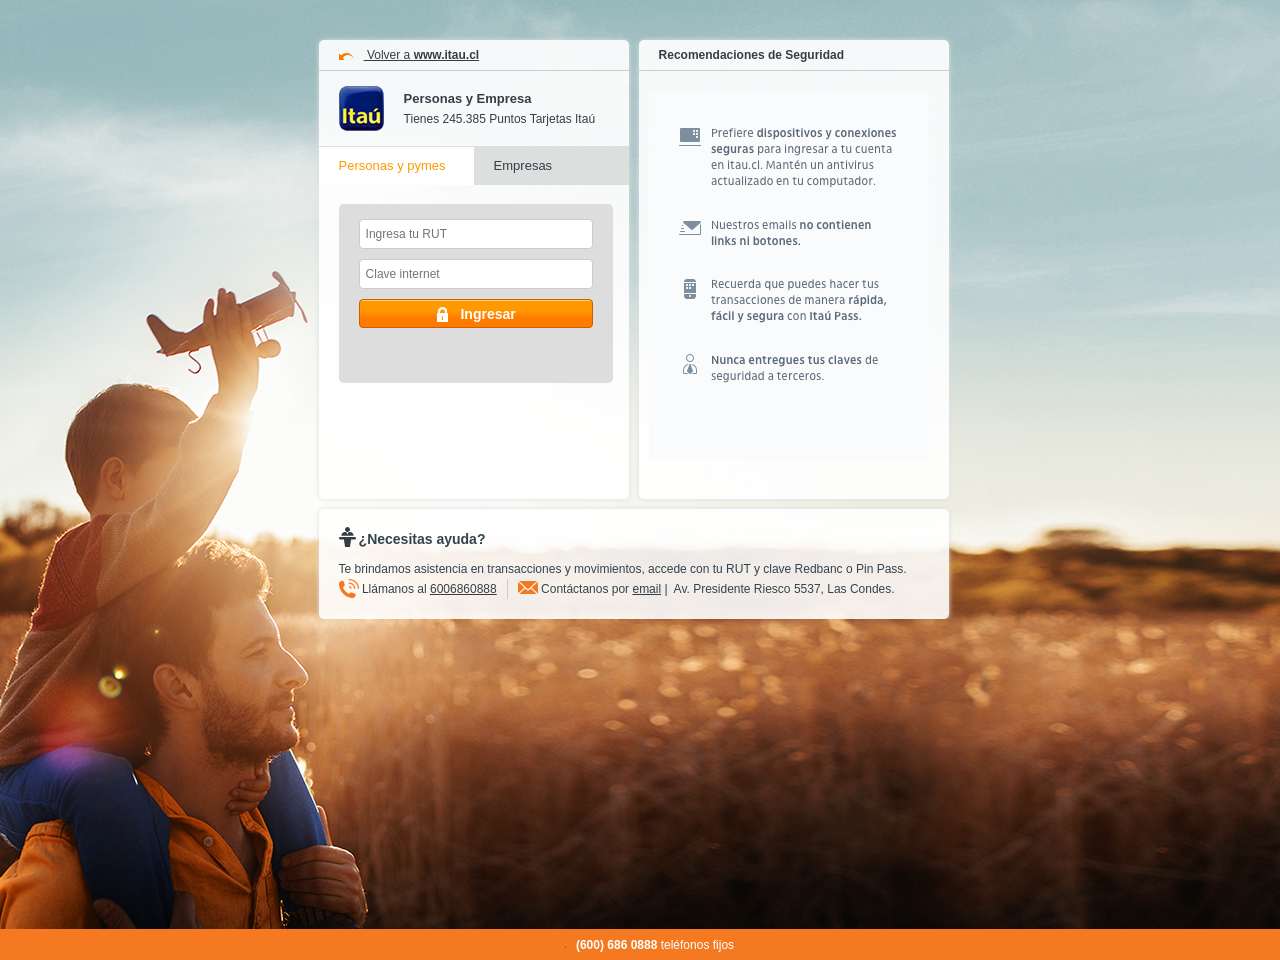 Volver a www.itau.cl
Itaú
Personas y Empresa
Tienes 245.385 Puntos Tarjetas Itaú
Personas y pymes
Empresas
Ingresa tu RUT
Clave internet
Ingresar
Recomendaciones de Seguridad
Prefiere dispositivos y conexiones
seguras para ingresar a tu cuenta
en itau.cl. Mantén un antivirus
actualizado en tu computador.
Nuestros emails no contienen
links ni botones.
Recuerda que puedes hacer tus
transacciones de manera rápida,
fácil y segura con Itaú Pass.
Nunca entregues tus claves de
seguridad a terceros.
¿Necesitas ayuda?
Te brindamos asistencia en transacciones y movimientos, accede con tu RUT y clave Redbanc o Pin Pass.
Llámanos al 6006860888 Contáctanos por email | Av. Presidente Riesco 5537, Las Condes.
(600) 686 0888 teléfonos fijos